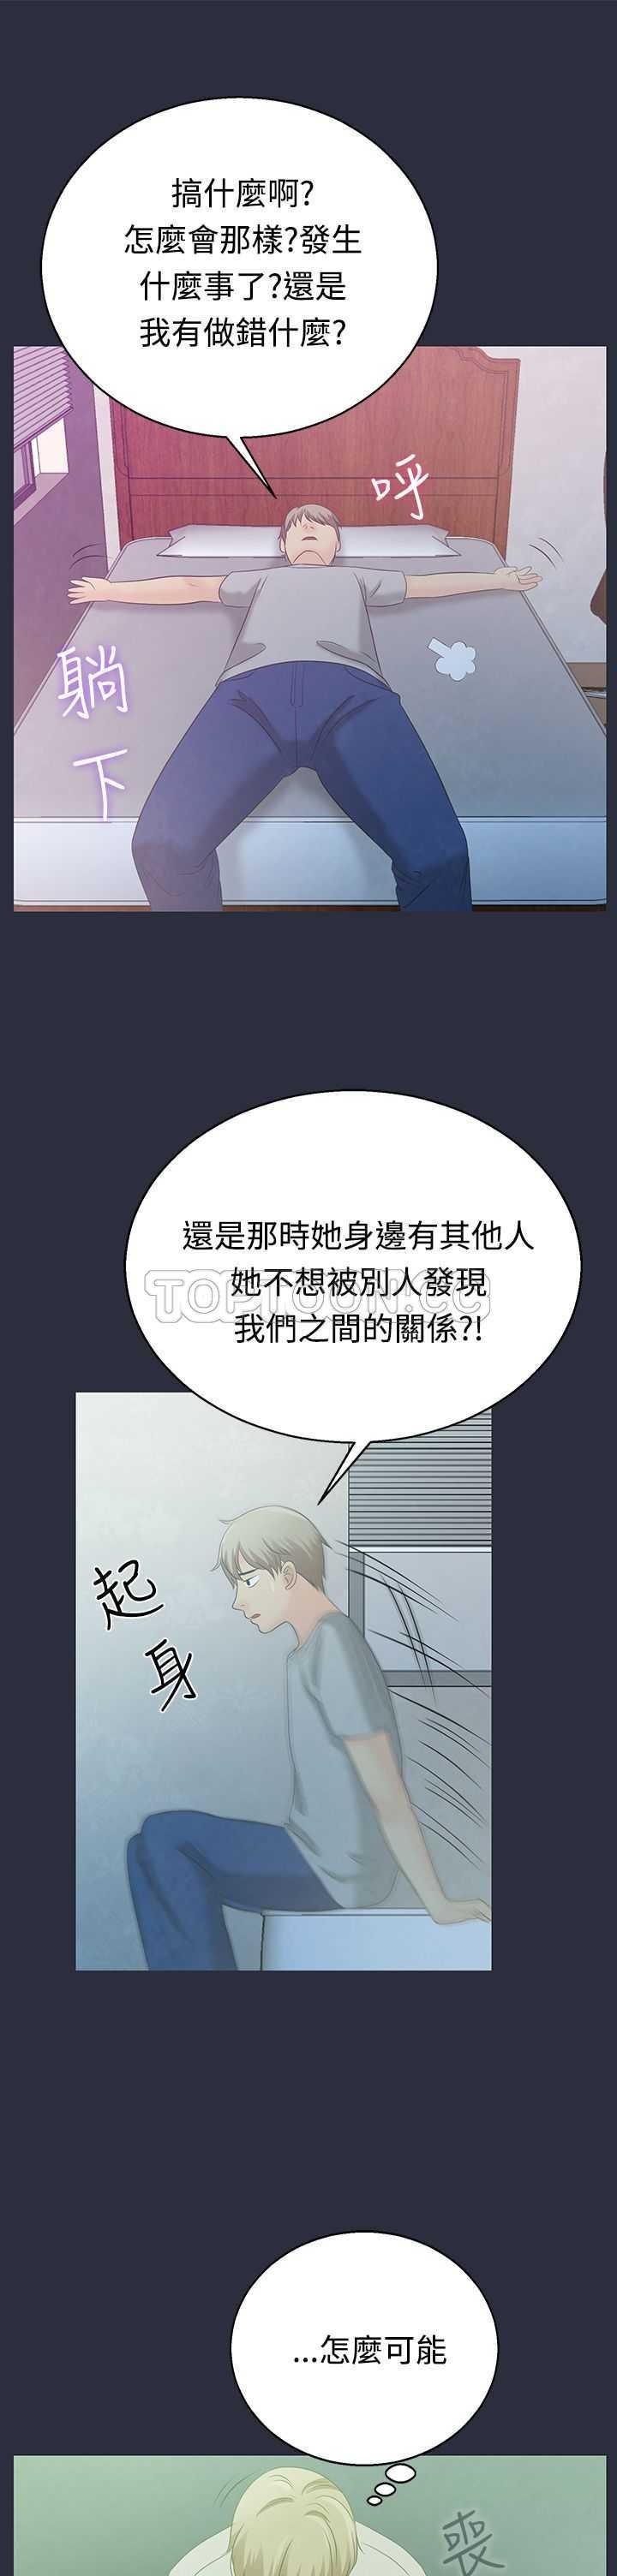 搞什麼啊?
怎麼會那樣?發生
什麼事了?還是
我有做錯什麼?
呼
躺
下
還是那時她身邊有其他人
她不想被別人發現
TOPTOON.CC
我們之間的關係?!
起
身
...怎麼可能
喪